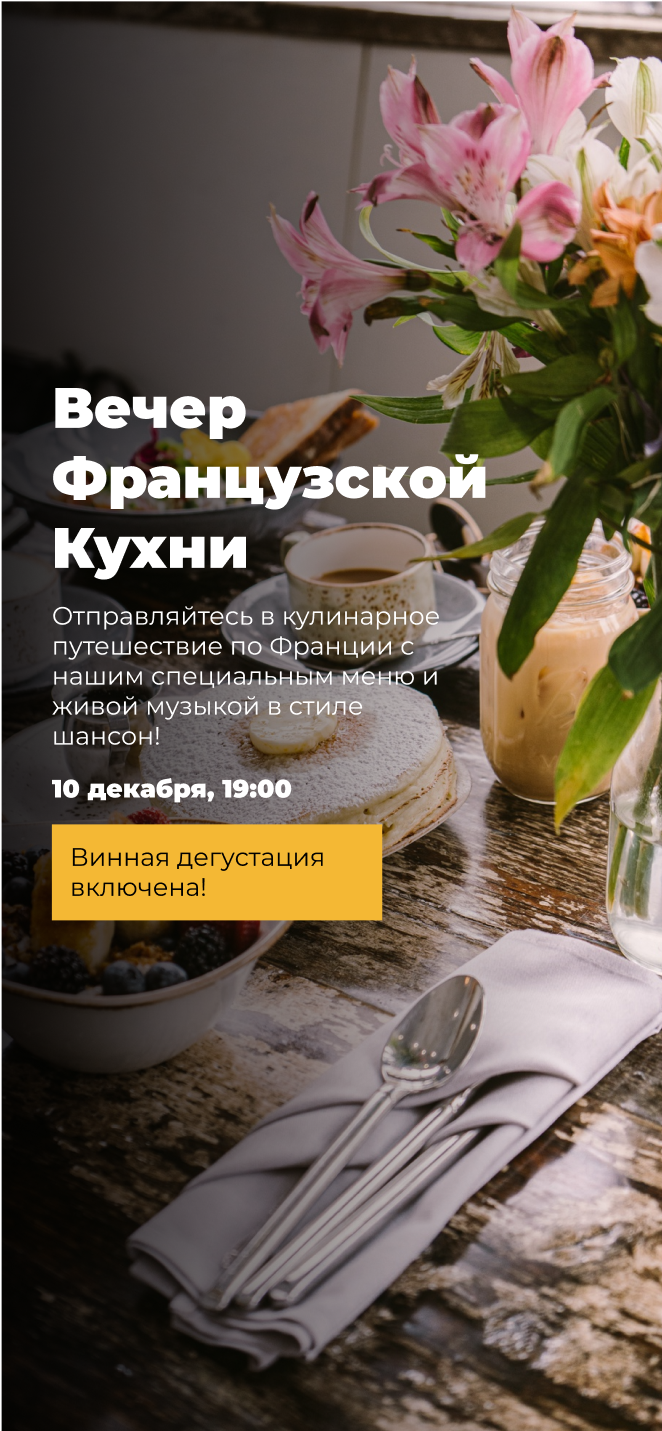 Вечер
Французской
Кухни
Отправляйтесь в кулинарное
путешествие по Франции с
нашим специальным меню и
живой музыкой в стиле
шансон!
10 декабря, 19:00
Винная дегустация
включена!